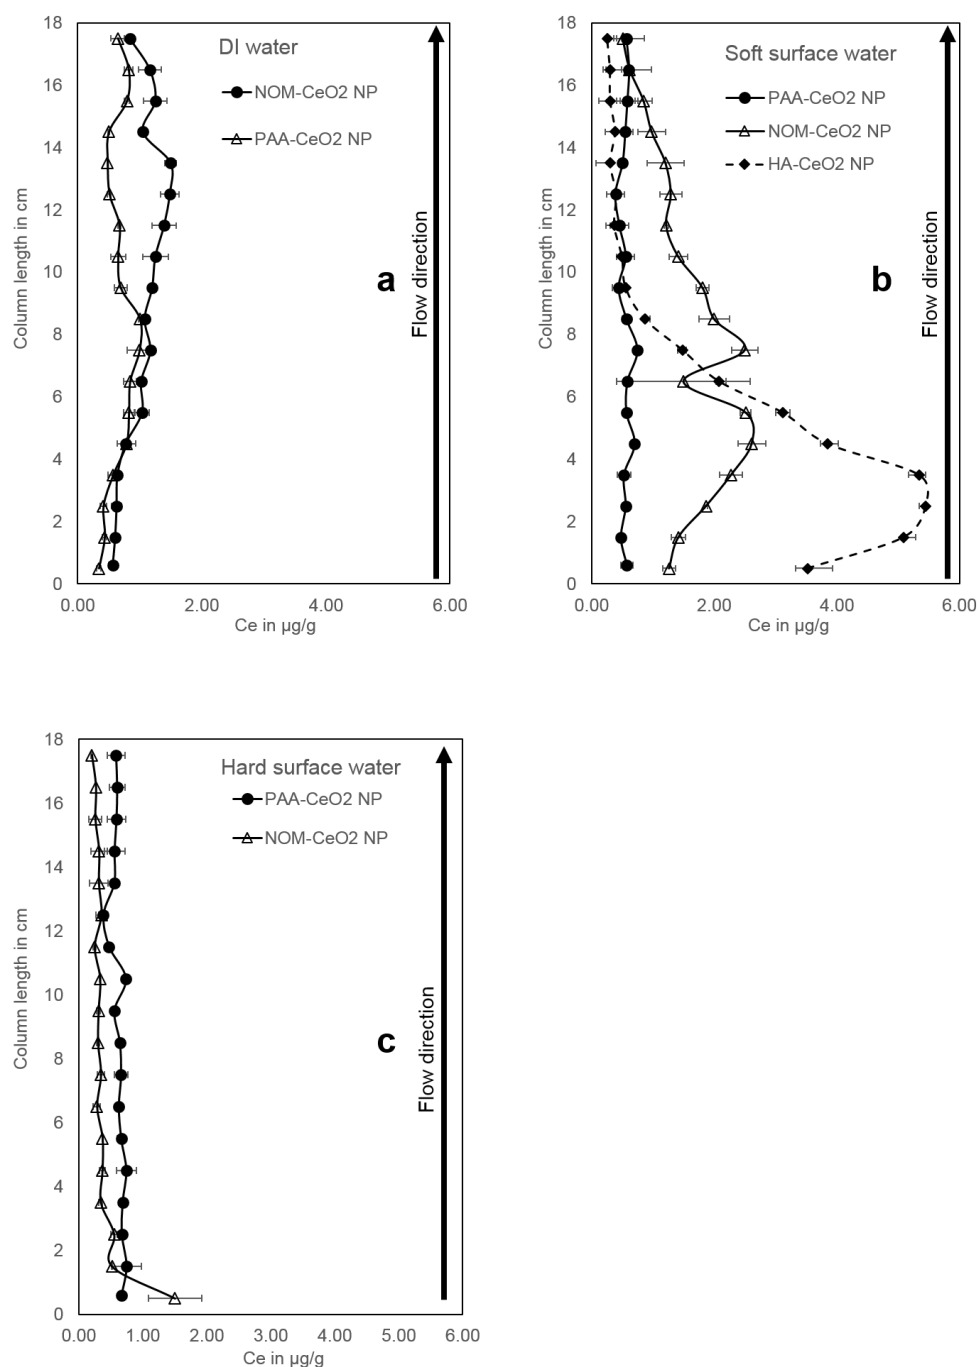 18
16
14
12
10
8
6
4
2
0
Column length in cm
DI water
NOM-CeO2 NP
PAA-CeO2 NP
a
Flow direction
0.00 2.00 4.00 6.00
Ce in µg/g
18
16
14
12
10
8
6
4
2
0
Column length in cm
Soft surface water
PAA-CeO2 NP
NOM-CeO2 NP
HA-CeO2 NP
b
Flow direction
0.00 2.00 4.00 6.00
Ce in µg/g
18
16
14
12
10
8
6
4
2
0
Column length in cm
Hard surface water
PAA-CeO2 NP
NOM-CeO2 NP
c
Flow direction
0.00 1.00 2.00 3.00 4.00 5.00 6.00
Ce in µg/g